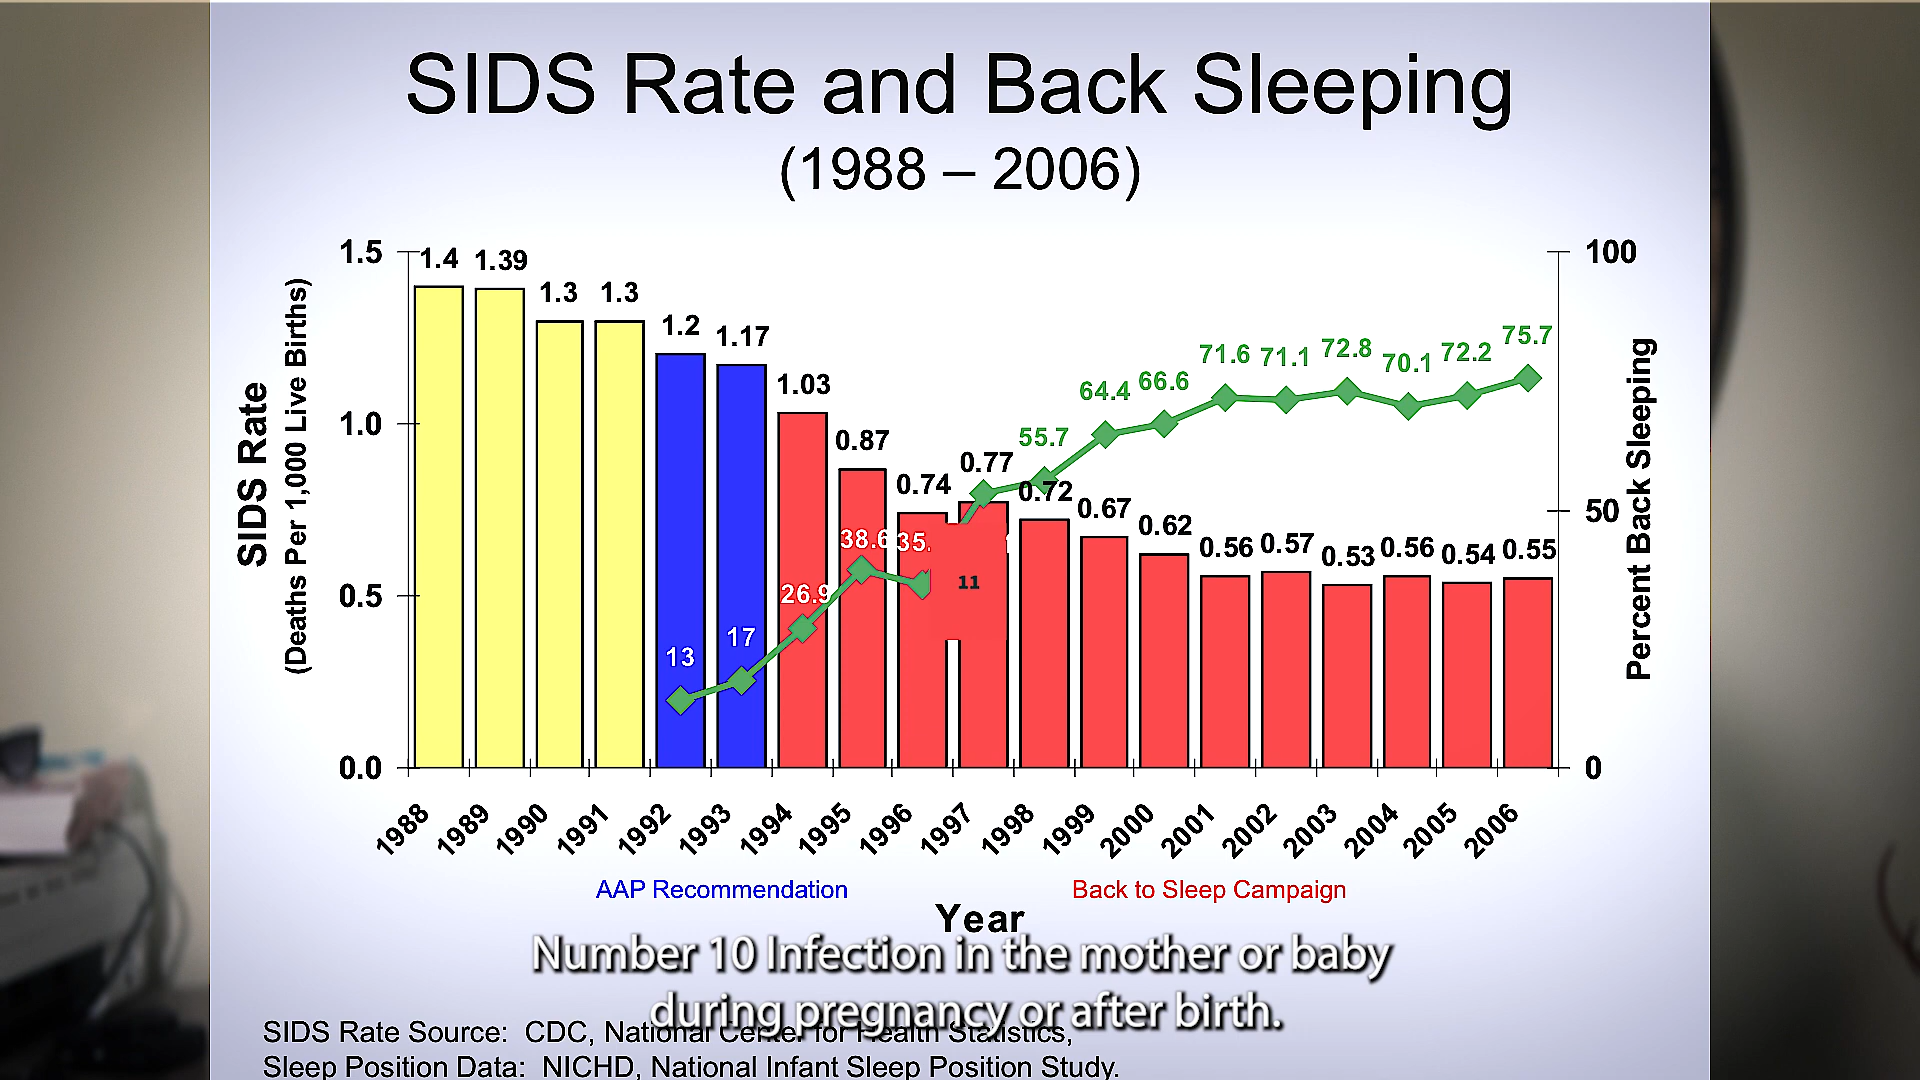 SIDS Rate and Back Sleeping
(1988 – 2006)
SIDS Rate
(Deaths Per 1,000 Live Births)
1.5
1.0
0.5
0.0
1.4 1.39 1.3 1.3 1.2 1.17 1.03 0.87 0.74 0.77 0.72 0.67 0.62 0.56 0.57 0.53 0.56 0.54 0.55
13 17 26.9 38.6 35. 55.7 64.4 66.6 71.6 71.1 72.8 70.1 72.2 75.7
11
100
50
0
Percent Back Sleeping
1988 1989 1990 1991 1992 1993 1994 1995 1996 1997 1998 1999 2000 2001 2002 2003 2004 2005 2006
AAP Recommendation Back to Sleep Campaign
Year
Number 10 Infection in the mother or baby
during pregnancy or after birth.
SIDS Rate Source: CDC, National Center for Health Statistics,
Sleep Position Data: NICHD, National Infant Sleep Position Study.